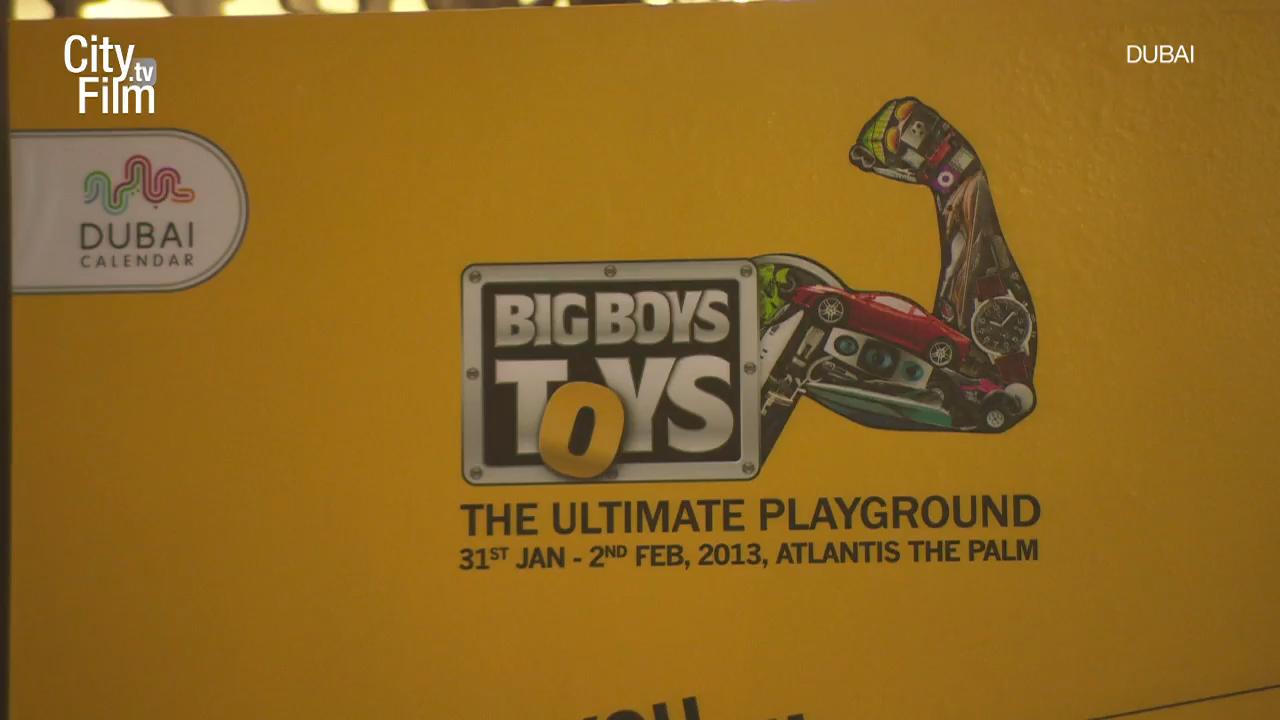 City
.tv
Film
DUBAI
DUBAI
CALENDAR
BIG BOYS
TOYS
THE ULTIMATE PLAYGROUND
31ST JAN - 2ND FEB, 2013, ATLANTIS THE PALM
YOU